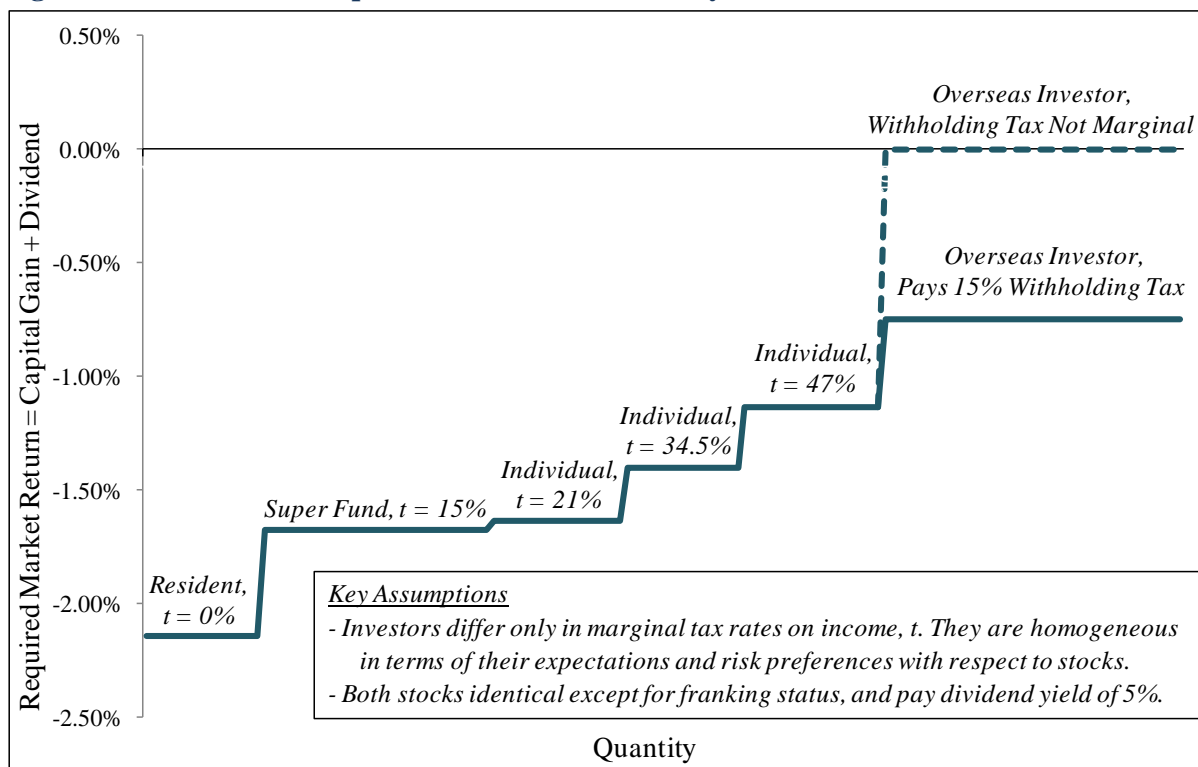 0.50%
0.00%
-0.50%
-1.00%
-1.50%
-2.00%
-2.50%
Required Market Return = Capital Gain + Dividend
Overseas Investor,
Withholding Tax Not Marginal
Overseas Investor,
Pays 15% Withholding Tax
Individual,
t = 47%
Individual,
t = 34.5%
Individual,
t = 21%
Super Fund, t = 15%
Resident,
t = 0%
Key Assumptions
- Investors differ only in marginal tax rates on income, t. They are homogeneous
in terms of their expectations and risk preferences with respect to stocks.
- Both stocks identical except for franking status, and pay dividend yield of 5%.
Quantity